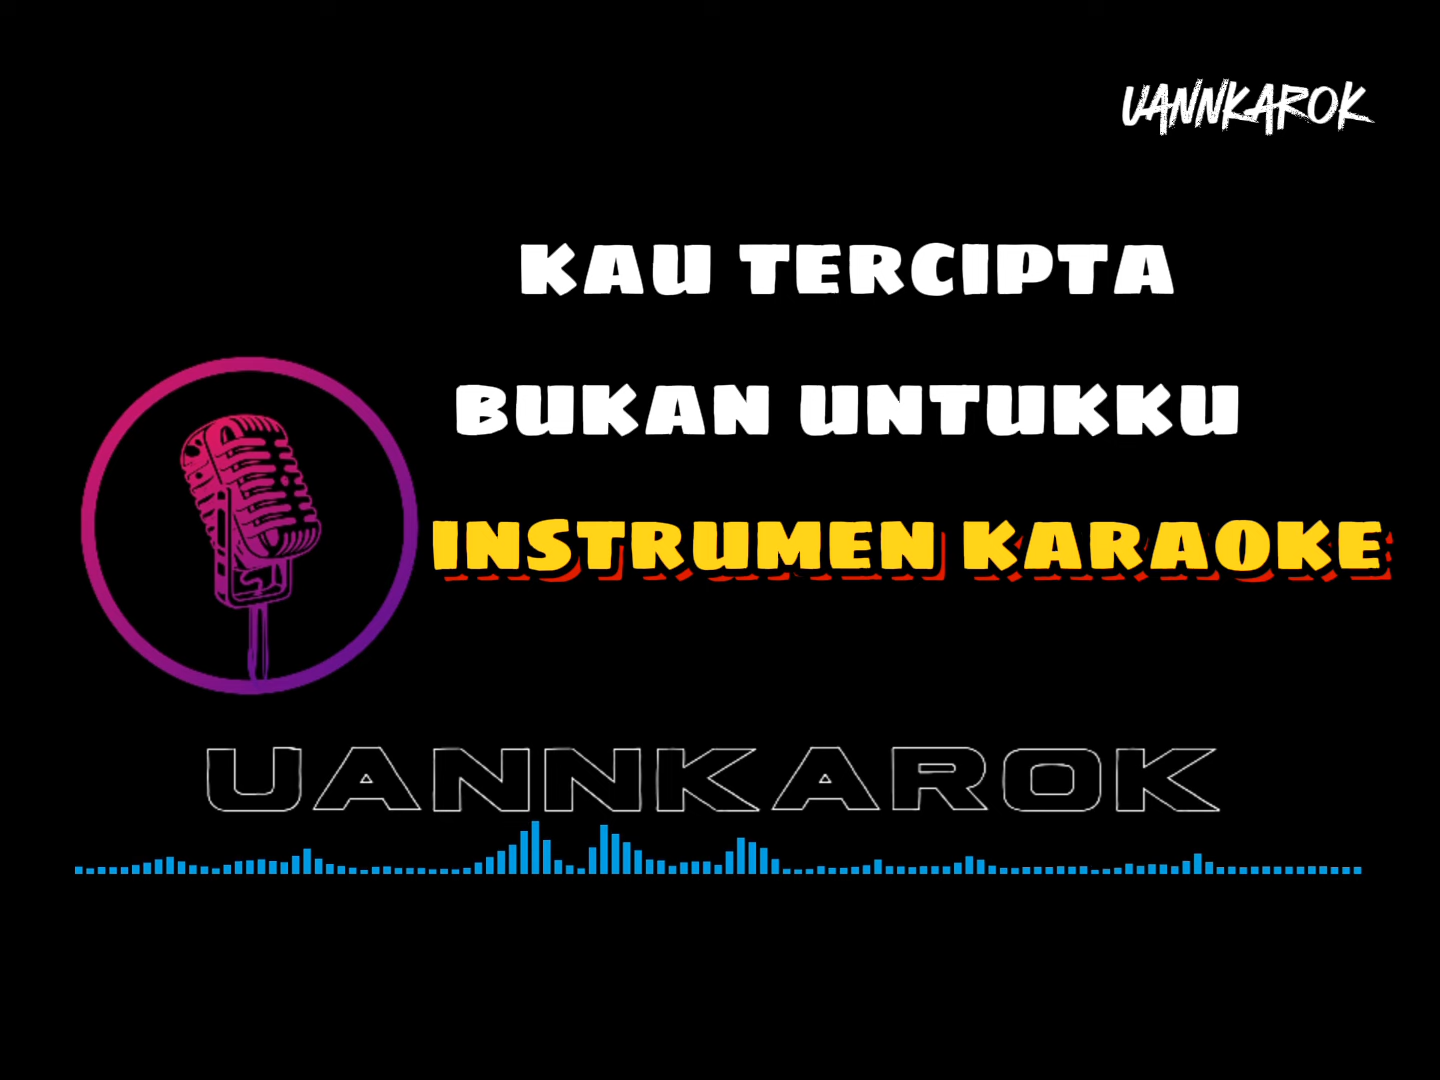 UANNKAROK
KAU TERCIPTA
BUKAN UNTUKKU
INSTRUMEN KARAOKE
UANNKAROK